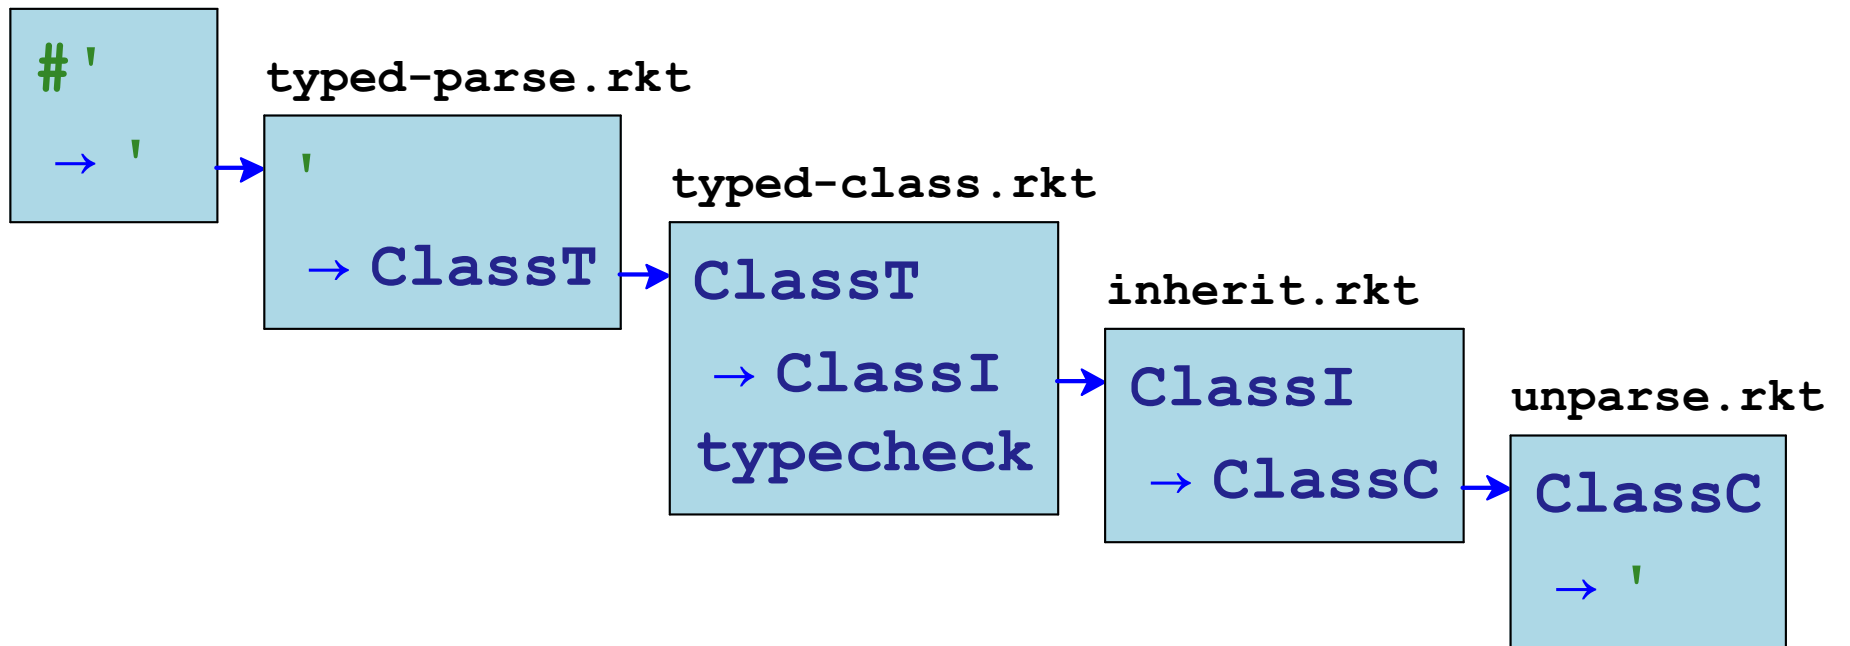 #'
→ '
typed-parse.rkt
'
→ ClassT
typed-class.rkt
ClassT
→ ClassI
typecheck
inherit.rkt
ClassI
→ ClassC
unparse.rkt
ClassC
→ '